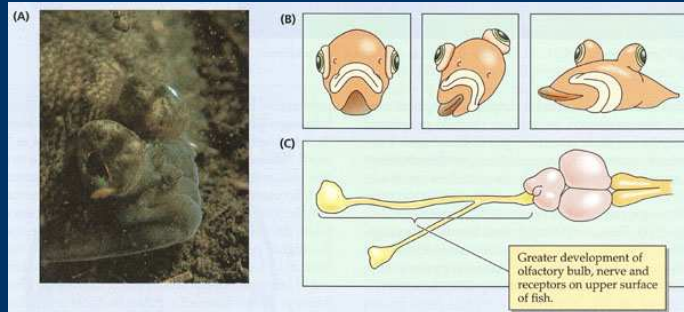 (A)
(B)
(C)
Greater development of
olfactory bulb, nerve and
receptors on upper surface
of fish.